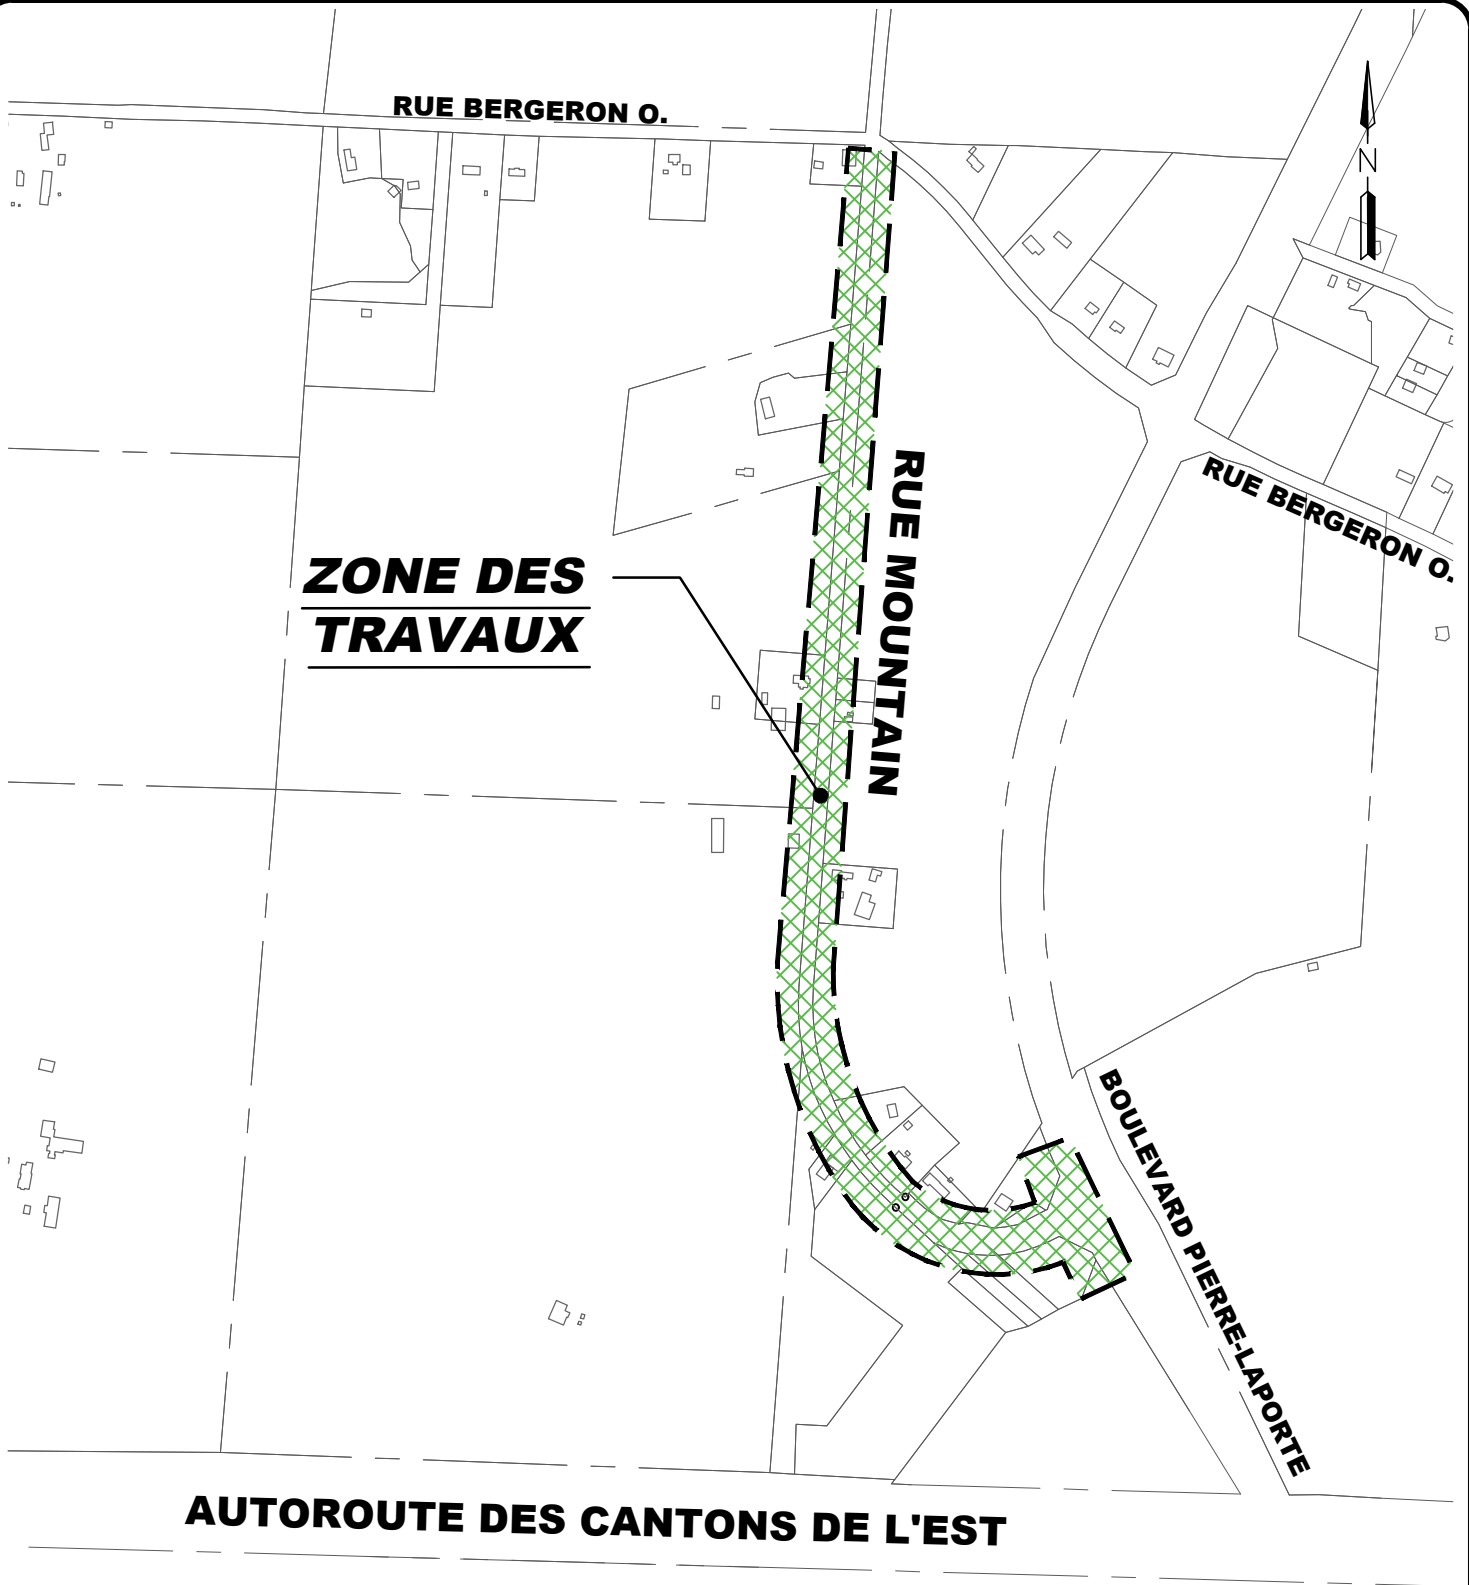 RUE BERGERON O.
N
RUE BERGERON O.
RUE MOUNTAIN
ZONE DES
TRAVAUX
BOULEVARD PIERRE-LAPORTE
AUTOROUTE DES CANTONS DE L'EST